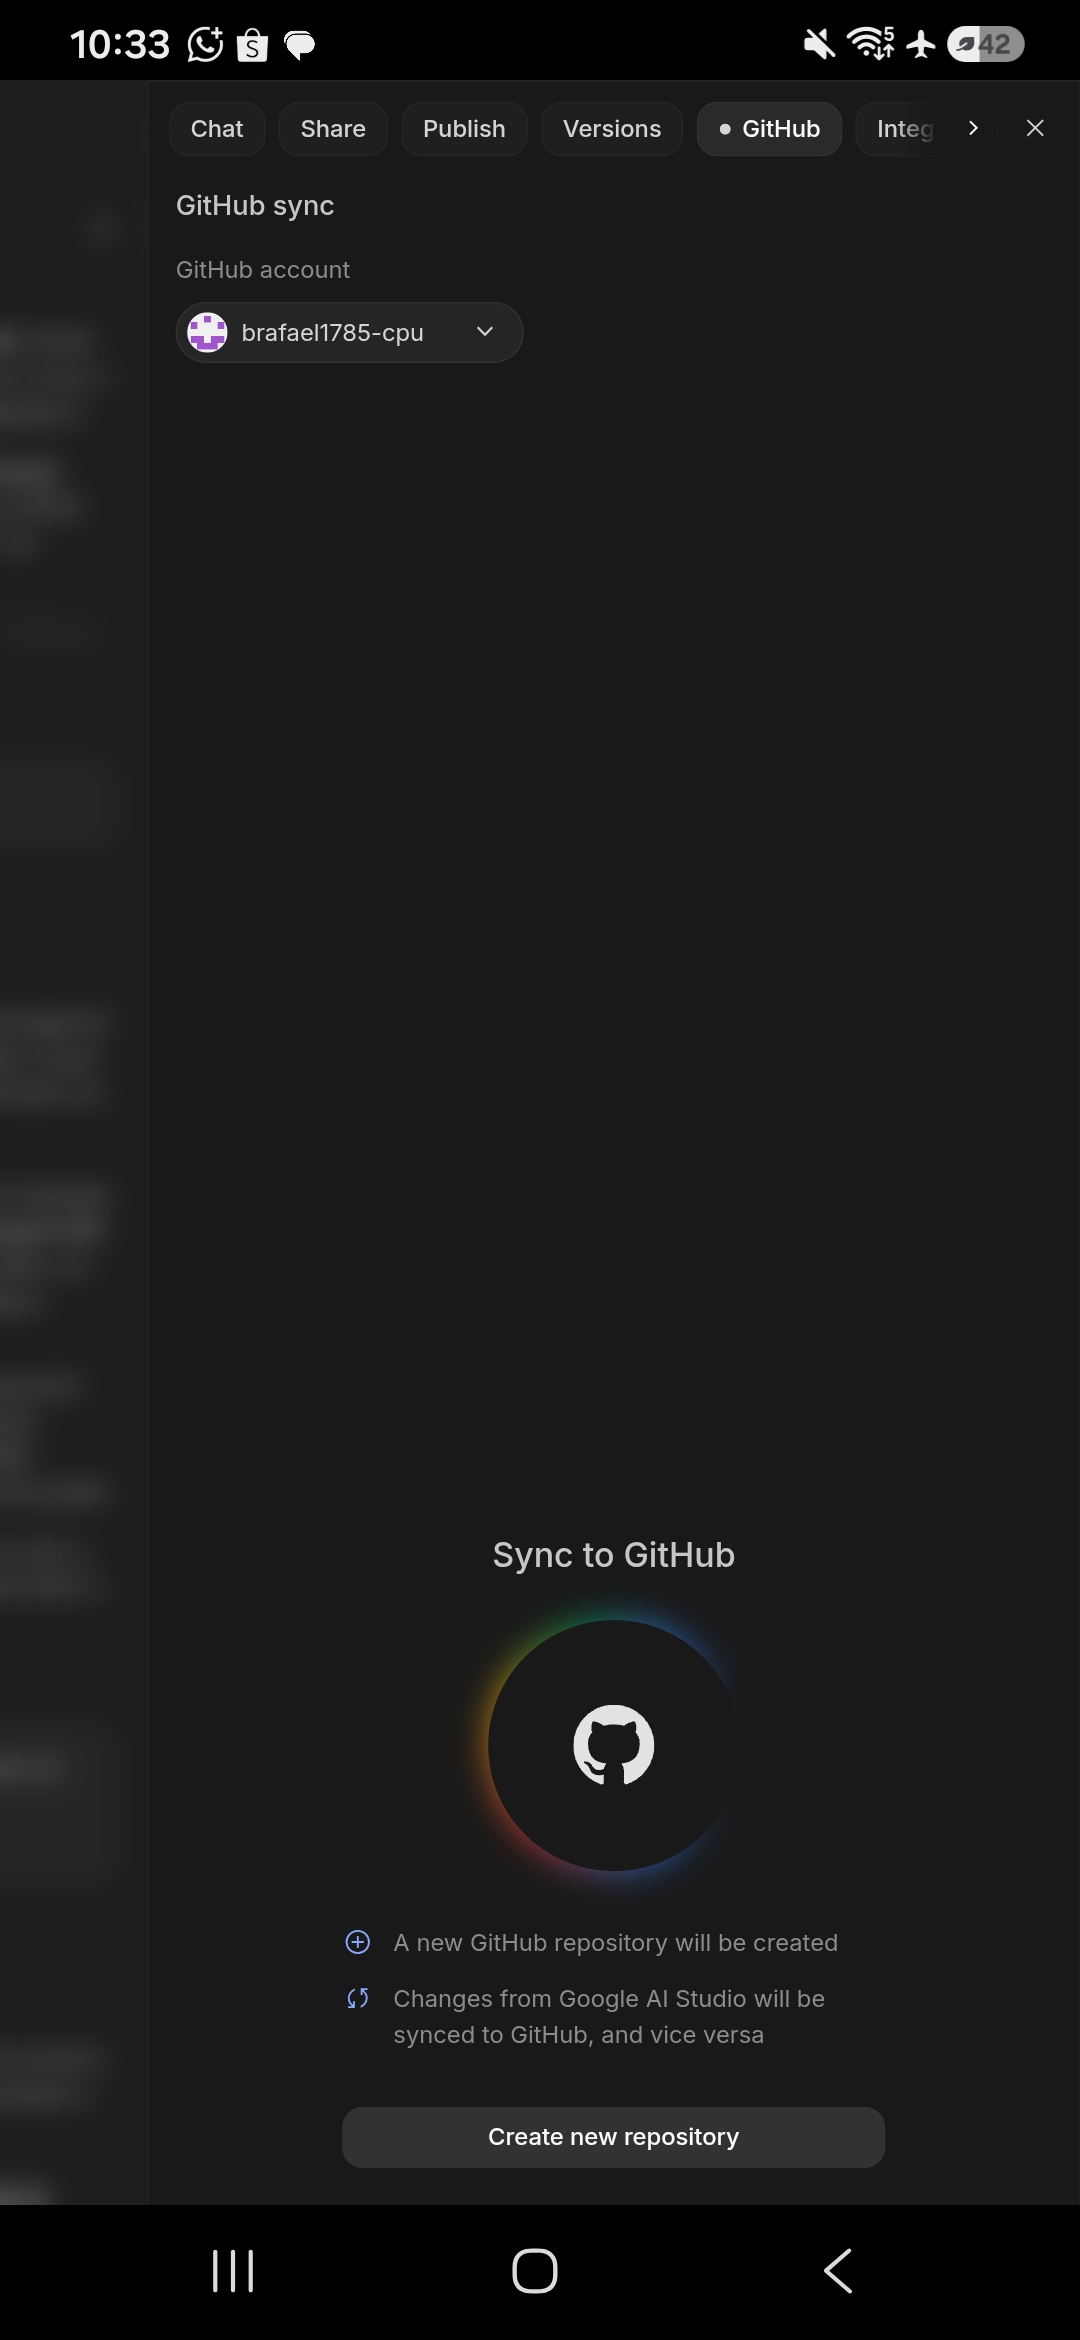 10:33
5
42
Chat
Share
Publish
Versions
GitHub
Integ
GitHub sync
GitHub account
brafael1785-cpu
Sync to GitHub
A new GitHub repository will be created
Changes from Google AI Studio will be
synced to GitHub, and vice versa
Create new repository